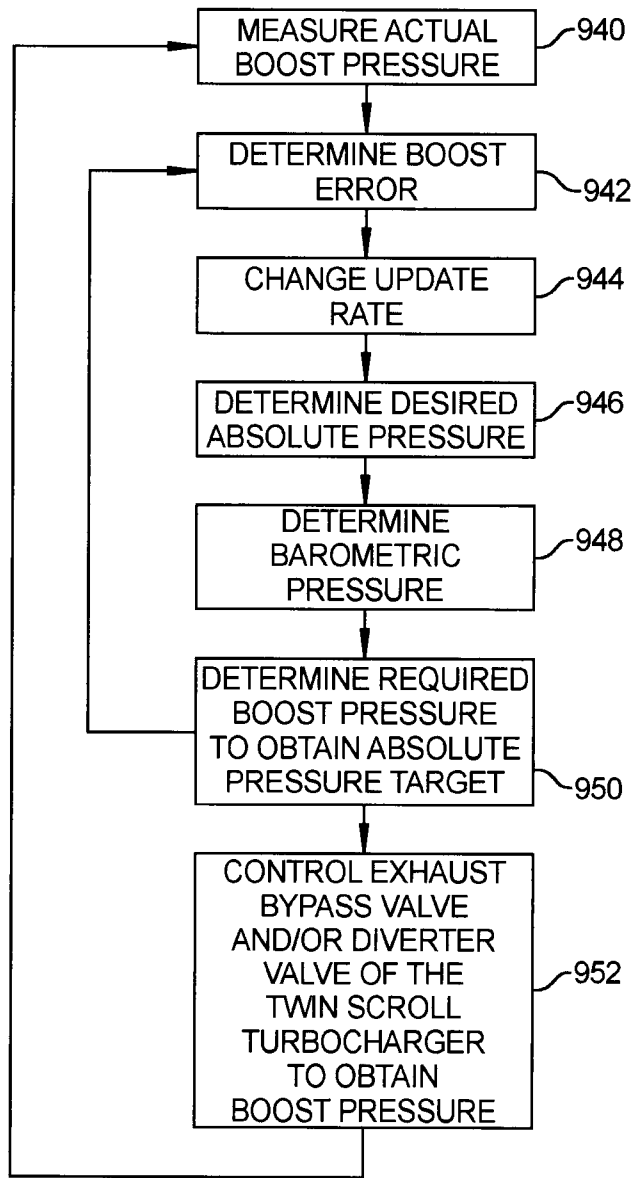 MEASURE ACTUAL
BOOST PRESSURE
940
DETERMINE BOOST
ERROR
942
CHANGE UPDATE
RATE
944
DETERMINE DESIRED
ABSOLUTE PRESSURE
946
DETERMINE
BAROMETRIC
PRESSURE
948
DETERMINE REQUIRED
BOOST PRESSURE
TO OBTAIN ABSOLUTE
PRESSURE TARGET
950
CONTROL EXHAUST
BYPASS VALVE
AND/OR DIVERTER
VALVE OF THE
TWIN SCROLL
TURBOCHARGER
TO OBTAIN
BOOST PRESSURE
952